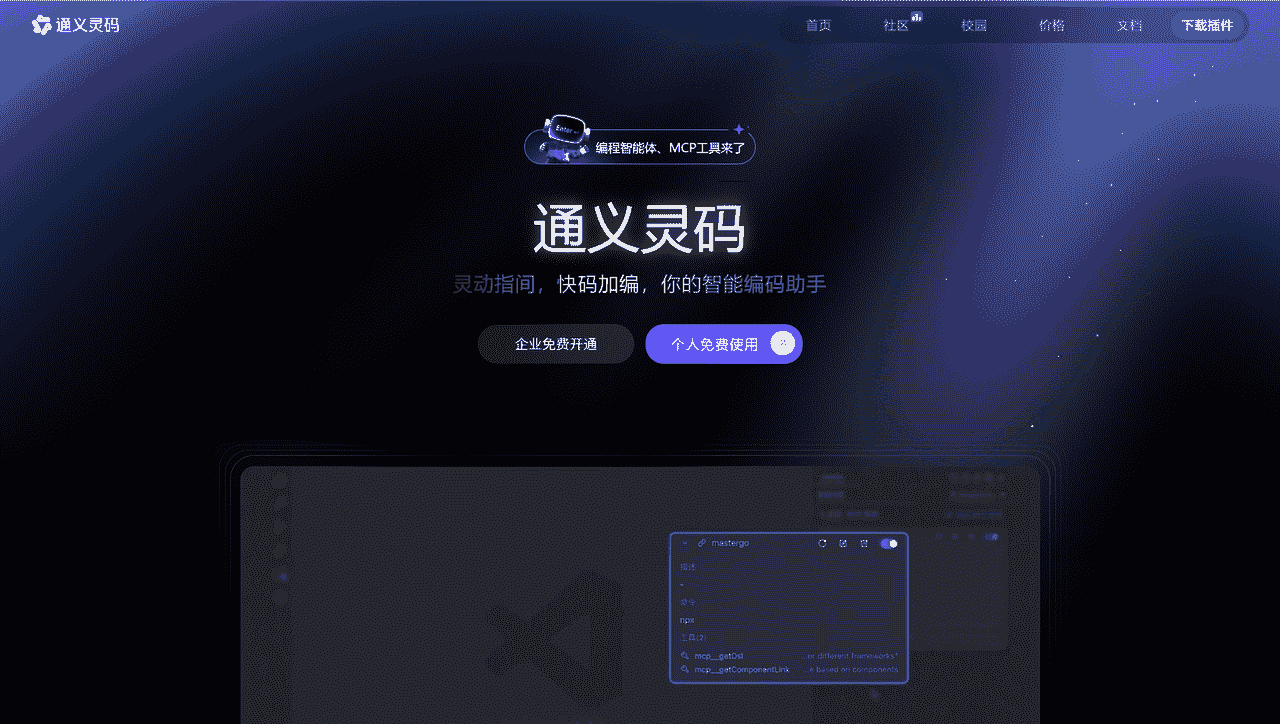 通义灵码
首页 社区 校园 价格 文档 下载插件
Enter
编程智能体、MCP工具来了
通义灵码
灵动指间，快码加编，你的智能编码助手
企业免费开通 个人免费使用
mastergo
描述
-
命令
npx
工具(2)
mcp__getDsl ...er different frameworks"
mcp__getComponentLink ...e based on components